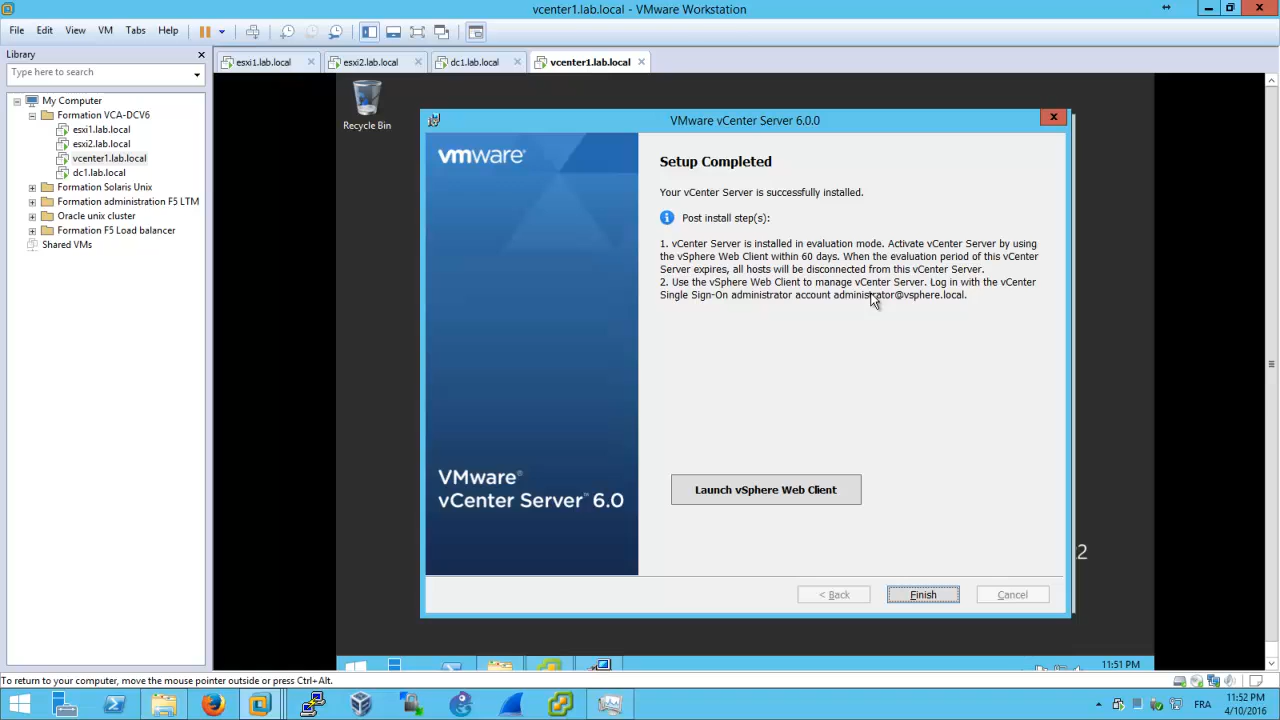 vcenter1.lab.local - VMware Workstation
File Edit View VM Tabs Help
Library
Type here to search
My Computer
Formation VCA-DCV6
esxi1.lab.local
esxi2.lab.local
vcenter1.lab.local
dc1.lab.local
Formation Solaris Unix
Formation administration F5 LTM
Oracle unix cluster
Formation F5 Load balancer
Shared VMs
esxi1.lab.local esxi2.lab.local dc1.lab.local vcenter1.lab.local
Recycle Bin
VMware vCenter Server 6.0.0
vmware®
Setup Completed
Your vCenter Server is successfully installed.
Post install step(s):
1. vCenter Server is installed in evaluation mode. Activate vCenter Server by using
the vSphere Web Client within 60 days. When the evaluation period of this vCenter
Server expires, all hosts will be disconnected from this vCenter Server.
2. Use the vSphere Web Client to manage vCenter Server. Log in with the vCenter
Single Sign-On administrator account administrator@vsphere.local.
VMware®
vCenter Server™ 6.0
Launch vSphere Web Client
< Back Finish Cancel
2
11:51 PM
To return to your computer, move the mouse pointer outside or press Ctrl+Alt.
FRA
11:52 PM
4/10/2016